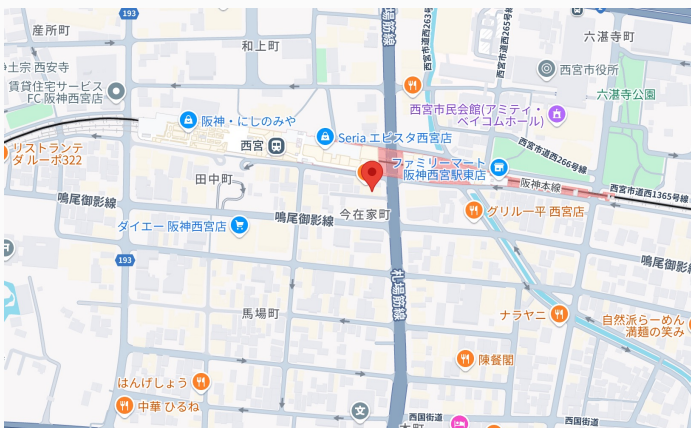 193
産所町
札場筋線
西宮市道西263号
和上町
西宮市道西265号線
六湛寺町
浄土宗 西安寺
西宮市役所
賃貸住宅サービス
FC 阪神西宮店
六湛寺公園
西宮市民会館(アミティ・
ベイコムホール)
阪神・にしのみや
Seria エビスタ西宮店
西宮
リストランテ
ダ ルーポ322
ファミリーマート
阪神西宮駅東店
西宮市道西266号線
田中町
阪神本線
西宮市道西1365号線
鳴尾御影線
今在家町
グリル一平 西宮店
ダイエー 阪神西宮店
鳴尾御影線
193
鳴尾御影線
札場筋線
馬場町
ナラヤニ
自然派らーめん
満麺の笑み
陳餐閣
はんげしょう
中華 ひるね
西国街道
西国街道
本町